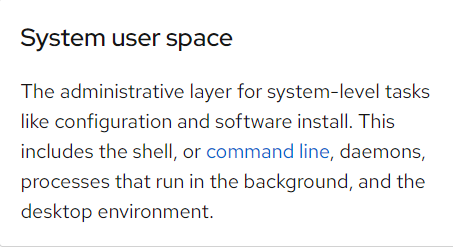 System user space
The administrative layer for system-level tasks
like configuration and software install. This
includes the shell, or command line, daemons,
processes that run in the background, and the
desktop environment.